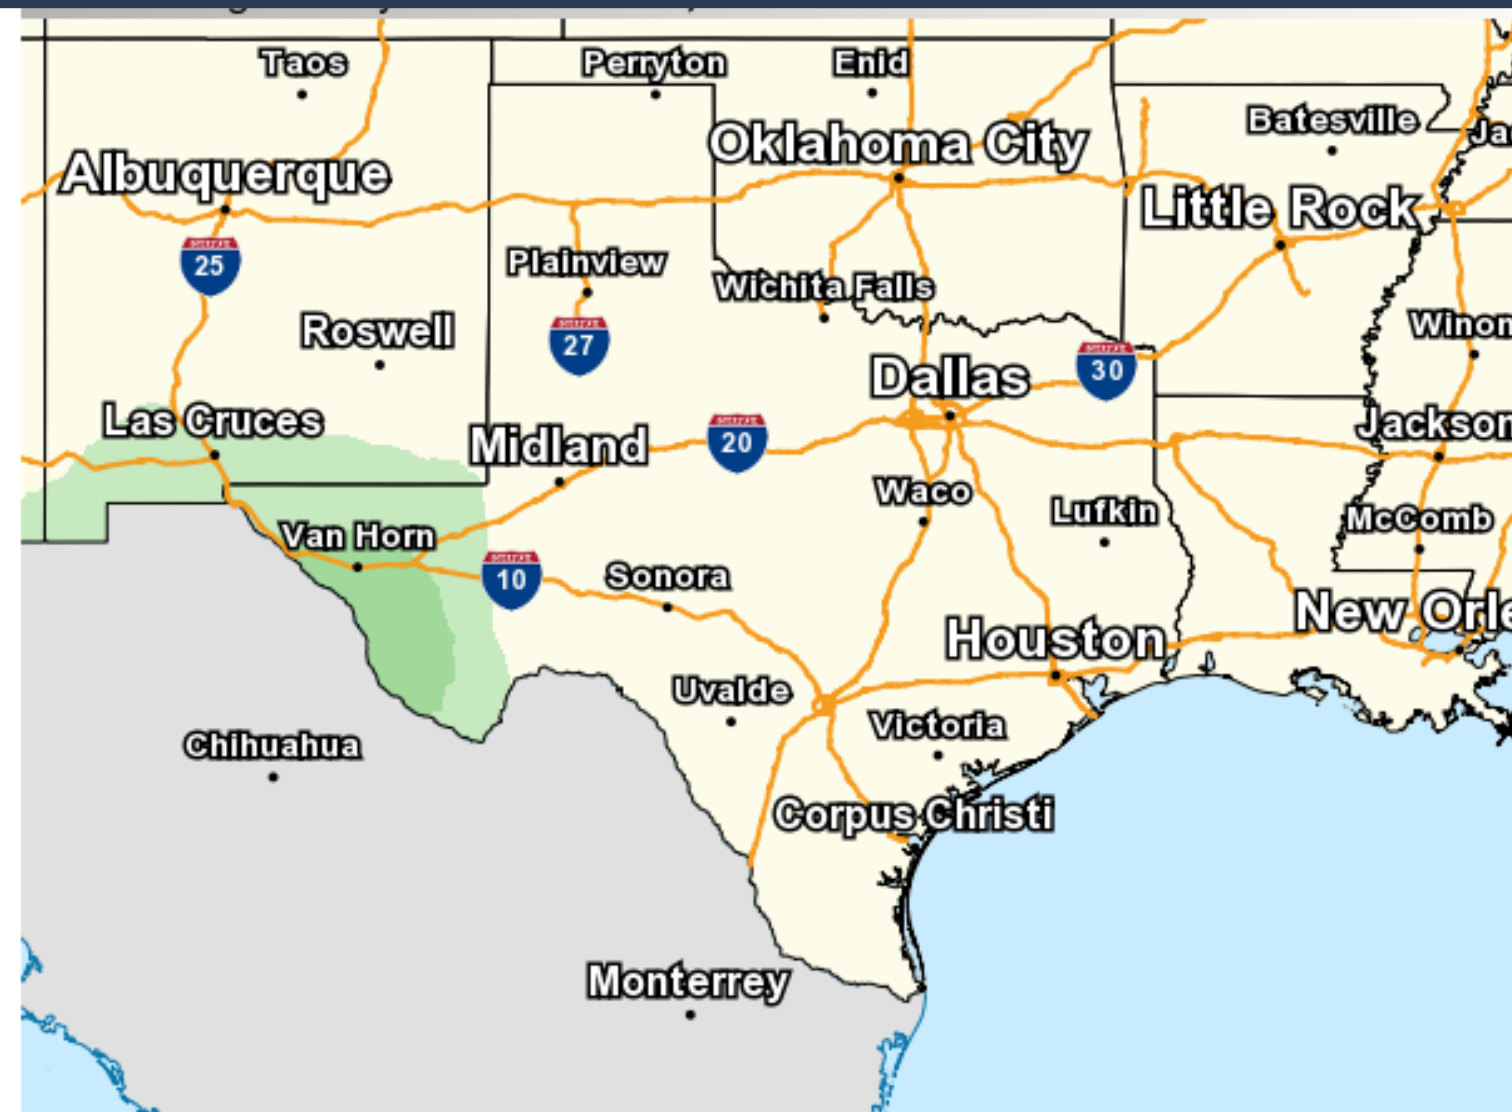 Taos
Perryton
Enid
Batesville
Oklahoma City
Albuquerque
Little Rock
25
Plainview
Wichita Falls
Roswell
27
30
Dallas
Las Cruces
Midland
20
Jackson
Waco
Lufkin
McComb
Van Horn
10
Sonora
New
Houston
Uvalde
Victoria
Chihuahua
Corpus Christi
Monterrey